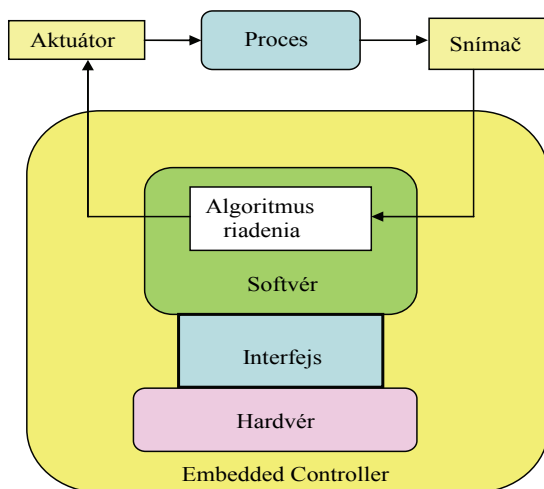 Aktuátor
Proces
Snímač
Algoritmus
riadenia
Softvér
Interfejs
Hardvér
Embedded Controller